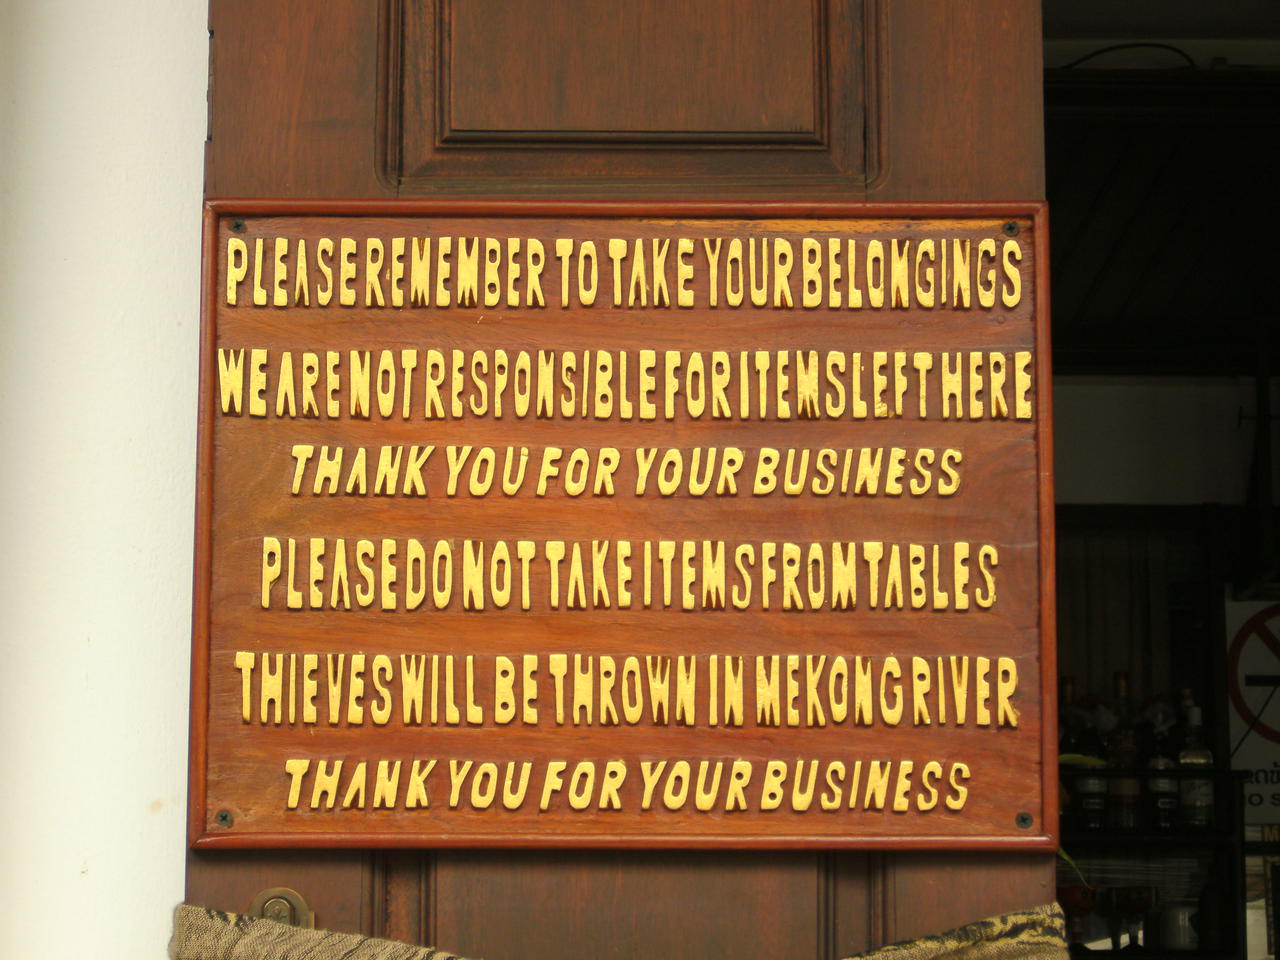 PLEASE REMEMBER TO TAKE YOUR BELONGINGS
WE ARE NOT RESPONSIBLE FOR ITEMS LEFT HERE
THANK YOU FOR YOUR BUSINESS
PLEASE DO NOT TAKE ITEMS FROM TABLES
THIEVES WILL BE THROWN IN MEKONG RIVER
THANK YOU FOR YOUR BUSINESS